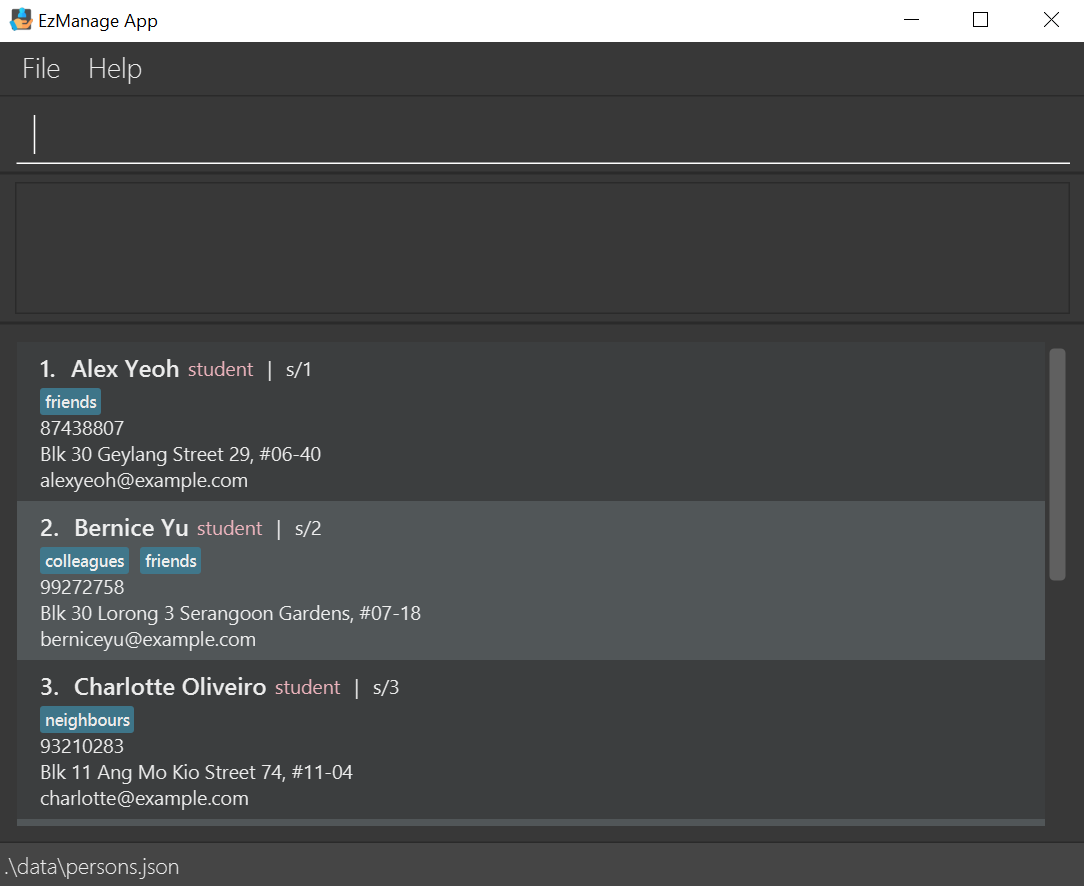 EzManage App
File Help
1. Alex Yeoh student | s/1
friends
87438807
Blk 30 Geylang Street 29, #06-40
alexyeoh@example.com
2. Bernice Yu student | s/2
colleagues friends
99272758
Blk 30 Lorong 3 Serangoon Gardens, #07-18
berniceyu@example.com
3. Charlotte Oliveiro student | s/3
neighbours
93210283
Blk 11 Ang Mo Kio Street 74, #11-04
charlotte@example.com
.\data\persons.json